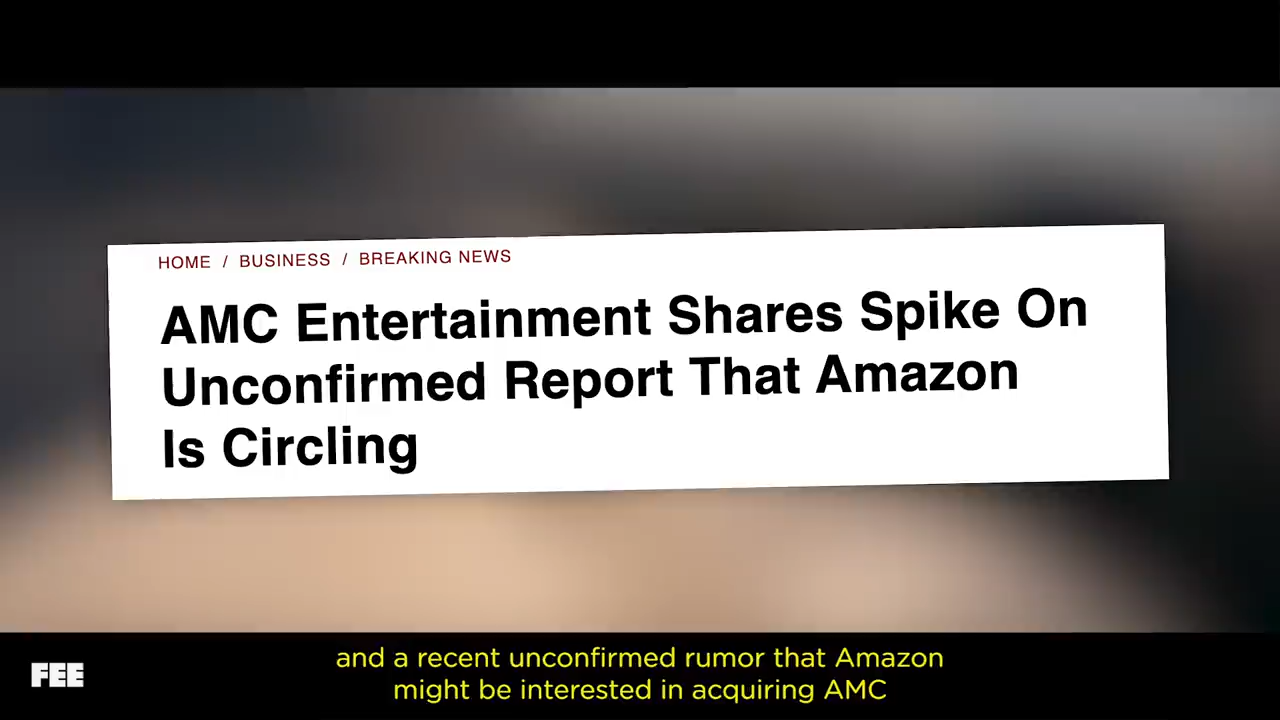 HOME / BUSINESS / BREAKING NEWS
AMC Entertainment Shares Spike On
Unconfirmed Report That Amazon
Is Circling
FEE
and a recent unconfirmed rumor that Amazon
might be interested in acquiring AMC